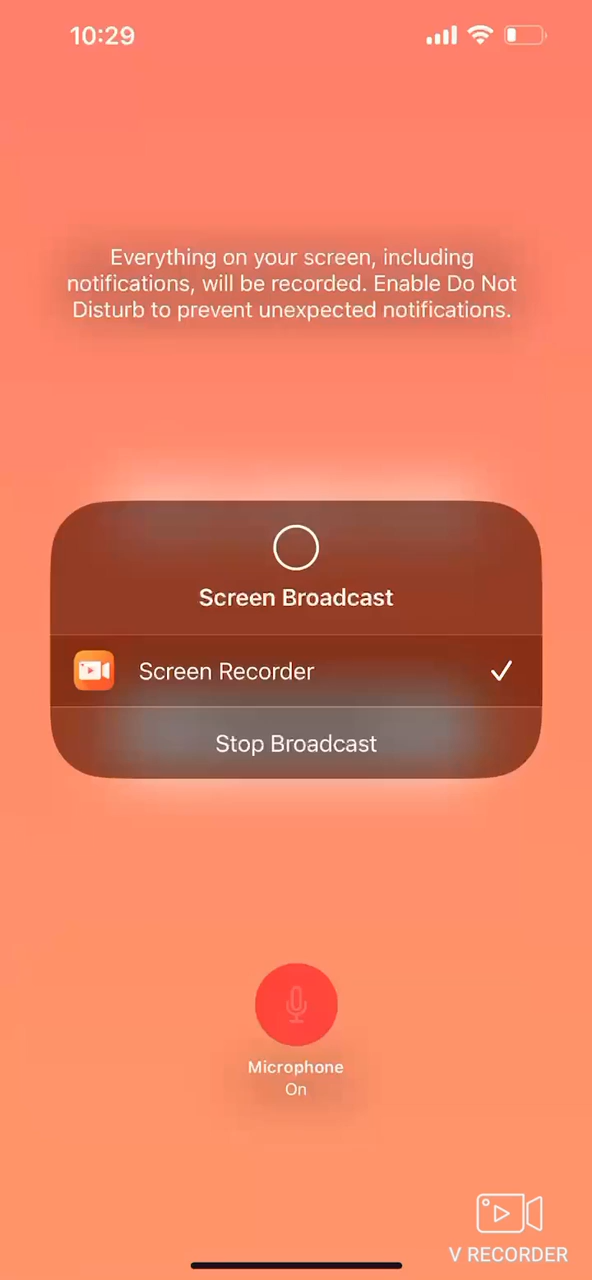 10:29
Everything on your screen, including
notifications, will be recorded. Enable Do Not
Disturb to prevent unexpected notifications.
Screen Broadcast
Screen Recorder
Stop Broadcast
Microphone
On
V RECORDER